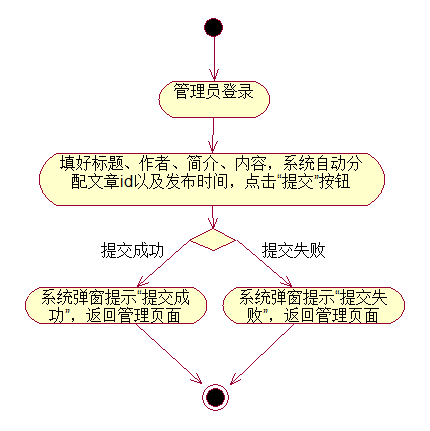 管理员登录
填好标题、作者、简介、内容，系统自动分
配文章id以及发布时间，点击“提交”按钮
提交成功
提交失败
系统弹窗提示“提交成
功”，返回管理页面
系统弹窗提示“提交失
败”，返回管理页面